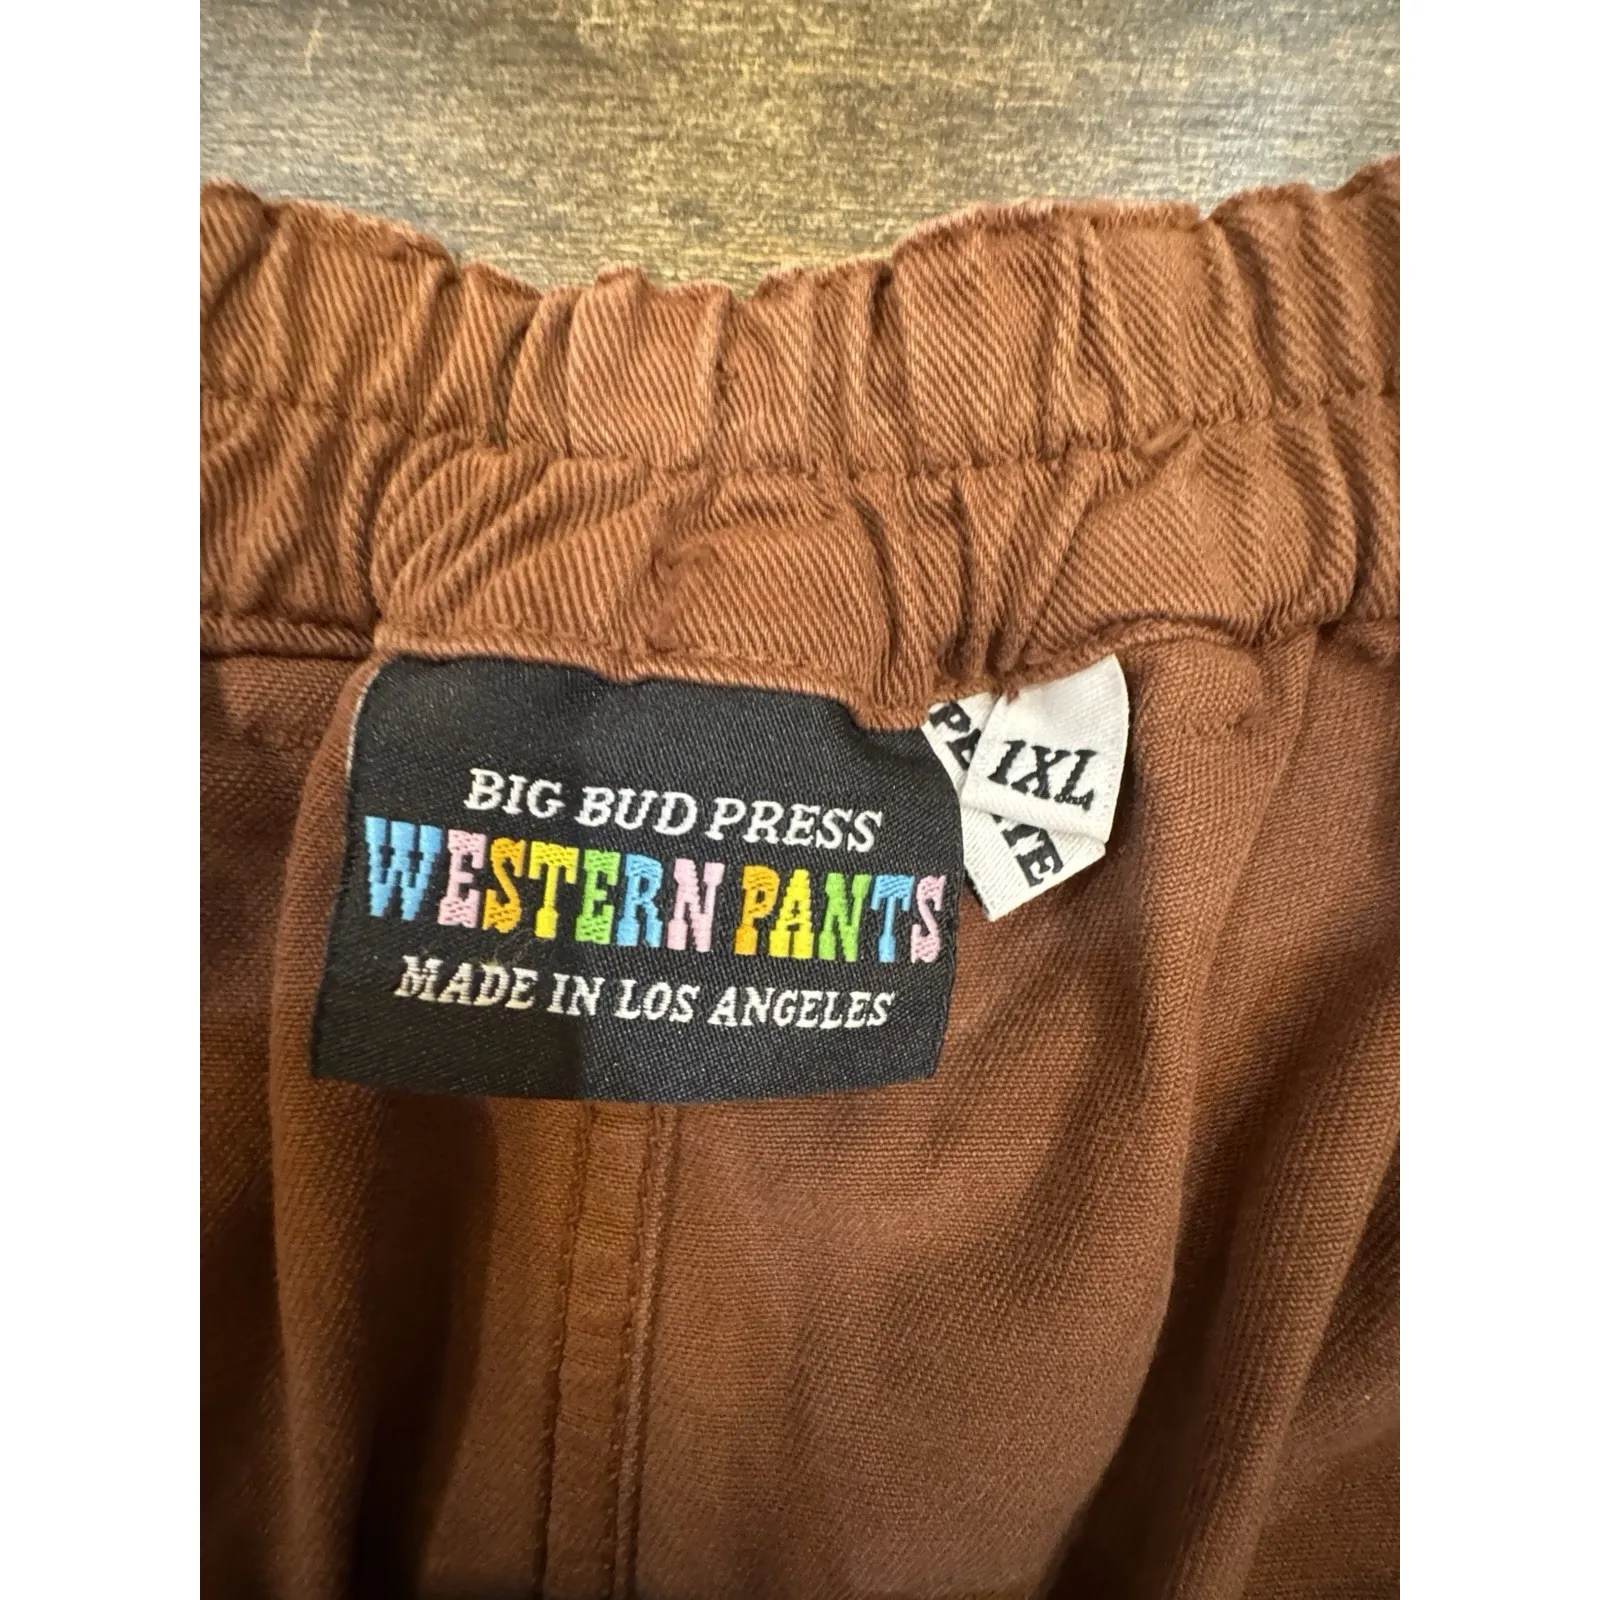 BIG BUD PRESS
WESTERN PANTS
MADE IN LOS ANGELES
1XL